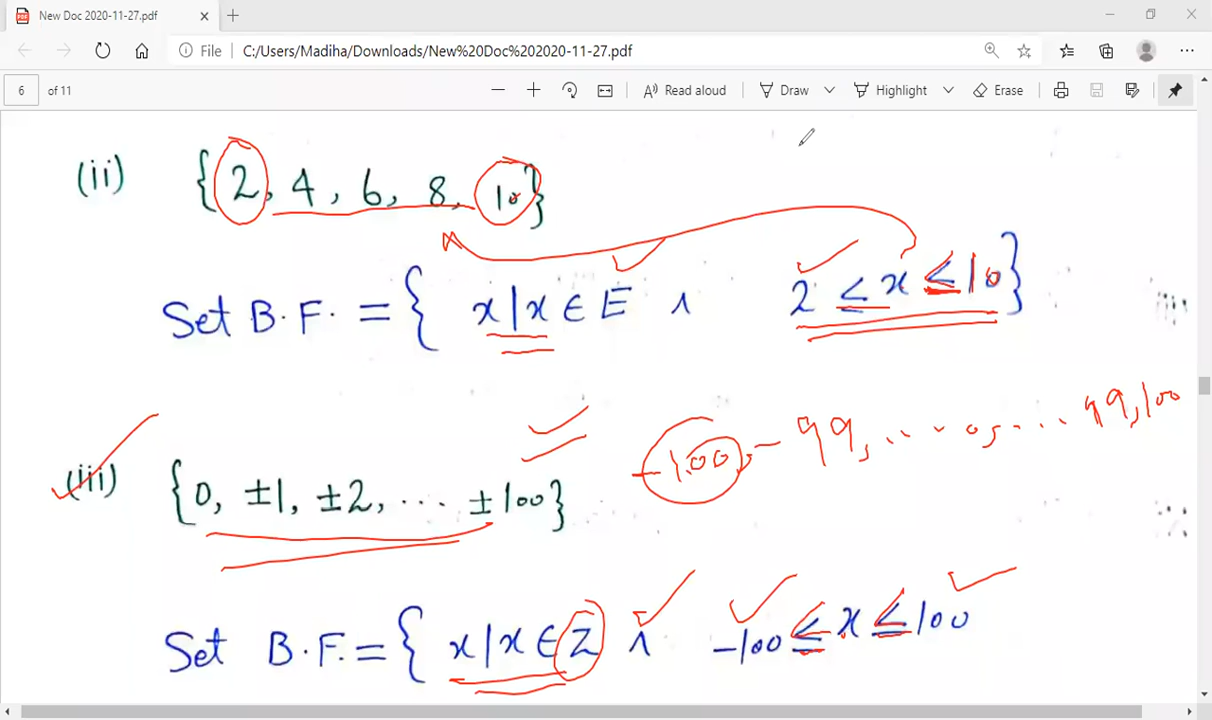 New Doc 2020-11-27.pdf
File C:/Users/Madiha/Downloads/New%20Doc%202020-11-27.pdf
6 of 11 Read aloud Draw Highlight Erase
(ii) {2, 4, 6, 8, 10}
Set B.F. = { x|x ∈ E ∧ 2 ≤ x ≤ 10}
-100, -99, ... 0, ... 99, 100
(iii) {0, ±1, ±2, ... ±100}
Set B.F. = { x|x ∈ Z ∧ -100 ≤ x ≤ 100